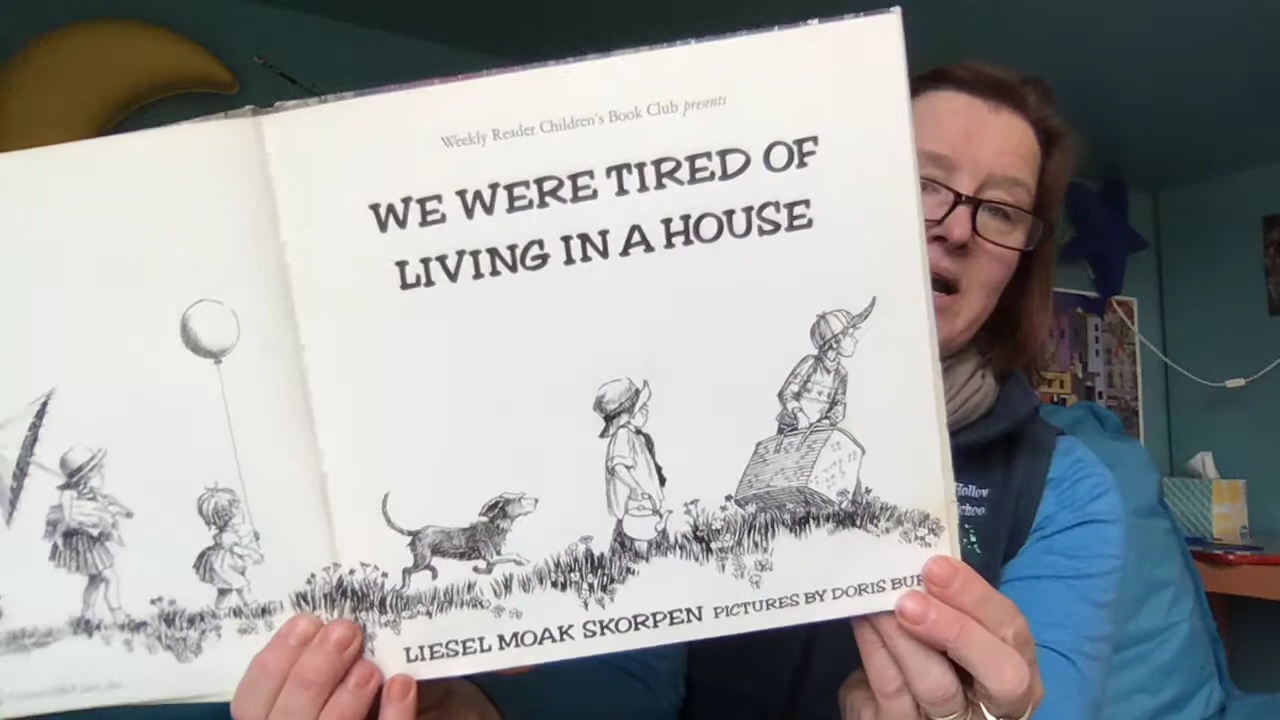 Weekly Reader Children's Book Club presents
WE WERE TIRED OF
LIVING IN A HOUSE
LIESEL MOAK SKORPEN PICTURES BY DORIS
Hollow